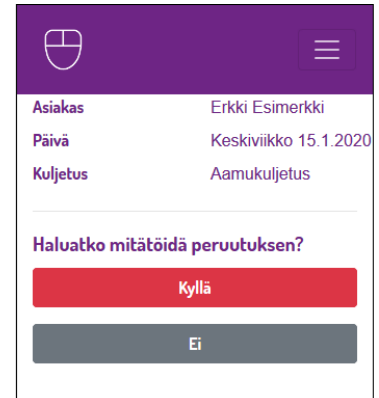 Asiakas Erkki Esimerkki
Päivä Keskiviikko 15.1.2020
Kuljetus Aamukuljetus
Haluatko mitätöidä peruutuksen?
Kyllä
Ei